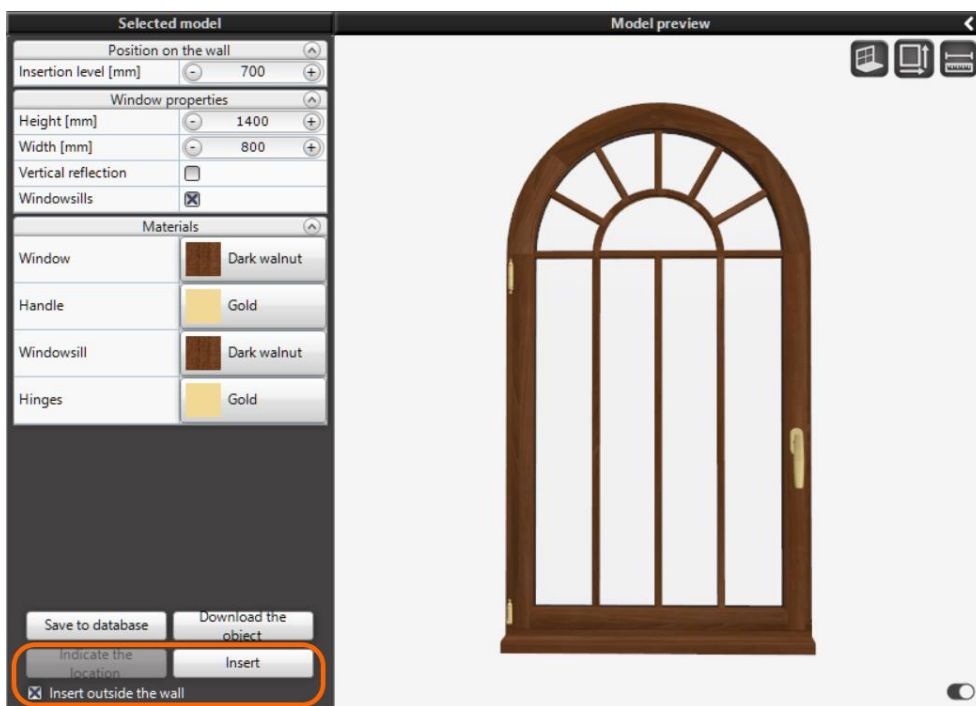 Selected model
Model preview
Position on the wall
Insertion level [mm] - 700 +
Window properties
Height [mm] - 1400 +
Width [mm] - 800 +
Vertical reflection
Windowsills
Materials
Window Dark walnut
Handle Gold
Windowsill Dark walnut
Hinges Gold
Save to database
Download the
object
Indicate the
location
Insert
Insert outside the wall